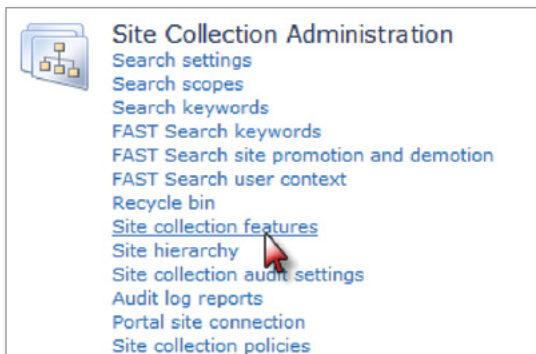 Site Collection Administration
Search settings
Search scopes
Search keywords
FAST Search keywords
FAST Search site promotion and demotion
FAST Search user context
Recycle bin
Site collection features
Site hierarchy
Site collection audit settings
Audit log reports
Portal site connection
Site collection policies